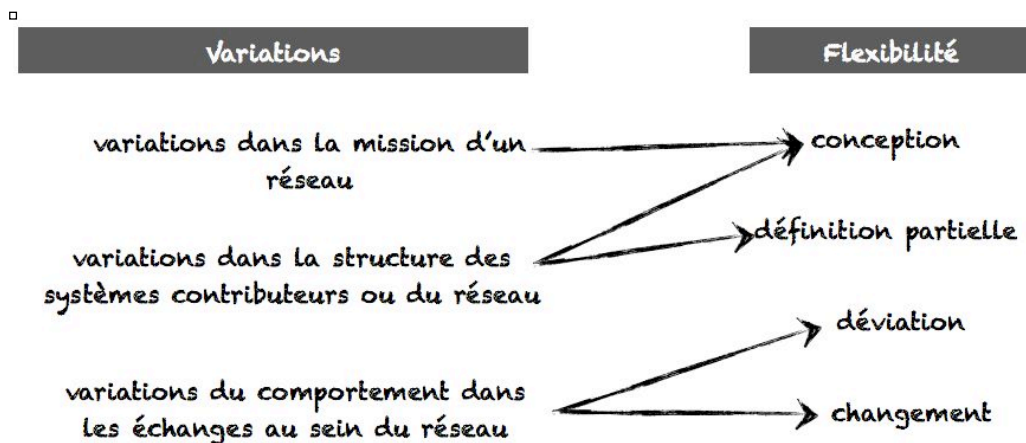 Variations
Flexibilité
variations dans la mission d'un
réseau
conception
variations dans la structure des
systèmes contributeurs ou du réseau
définition partielle
déviation
variations du comportement dans
les échanges au sein du réseau
changement